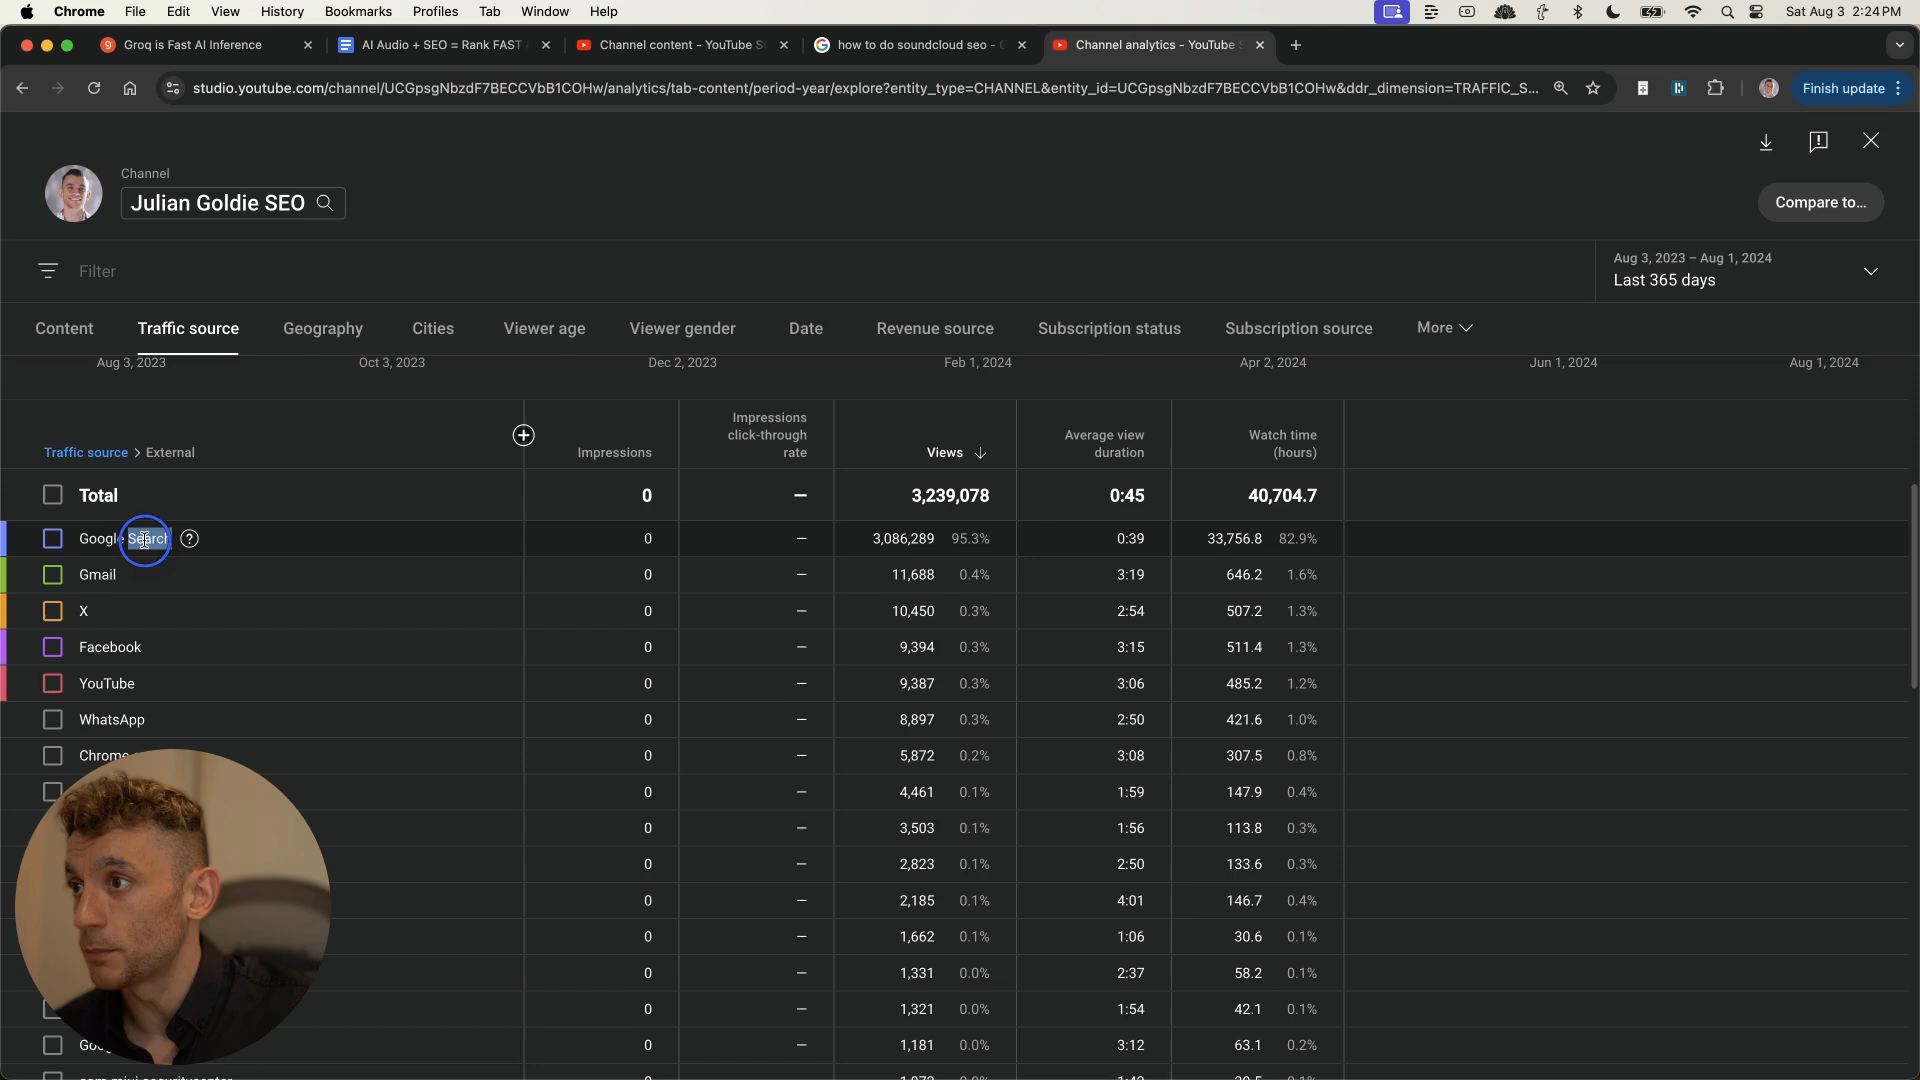 Chrome File Edit View History Bookmarks Profiles Tab Window Help Sat Aug 3 2:24 PM
Groq is Fast AI Inference AI Audio + SEO = Rank FAST Channel content - YouTube S how to do soundcloud seo - Channel analytics - YouTube S
studio.youtube.com/channel/UCGpsgNbzdF7BECCVbB1COHw/analytics/tab-content/period-year/explore?entity_type=CHANNEL&entity_id=UCGpsgNbzdF7BECCVbB1COHw&ddr_dimension=TRAFFIC_S... Finish update
Channel
Julian Goldie SEO
Compare to...
Filter
Aug 3, 2023 – Aug 1, 2024
Last 365 days
Content Traffic source Geography Cities Viewer age Viewer gender Date Revenue source Subscription status Subscription source More
Aug 3, 2023 Oct 3, 2023 Dec 2, 2023 Feb 1, 2024 Apr 2, 2024 Jun 1, 2024 Aug 1, 2024
Traffic source > External Impressions Impressions click-through rate Views Average view duration Watch time (hours)
Total 0 — 3,239,078 0:45 40,704.7
Google Search ? 0 — 3,086,289 95.3% 0:39 33,756.8 82.9%
Gmail 0 — 11,688 0.4% 3:19 646.2 1.6%
X 0 — 10,450 0.3% 2:54 507.2 1.3%
Facebook 0 — 9,394 0.3% 3:15 511.4 1.3%
YouTube 0 — 9,387 0.3% 3:06 485.2 1.2%
WhatsApp 0 — 8,897 0.3% 2:50 421.6 1.0%
Chrome 0 — 5,872 0.2% 3:08 307.5 0.8%
0 — 4,461 0.1% 1:59 147.9 0.4%
0 — 3,503 0.1% 1:56 113.8 0.3%
0 — 2,823 0.1% 2:50 133.6 0.3%
0 — 2,185 0.1% 4:01 146.7 0.4%
0 — 1,662 0.1% 1:06 30.6 0.1%
0 — 1,331 0.0% 2:37 58.2 0.1%
0 — 1,321 0.0% 1:54 42.1 0.1%
0 — 1,181 0.0% 3:12 63.1 0.2%